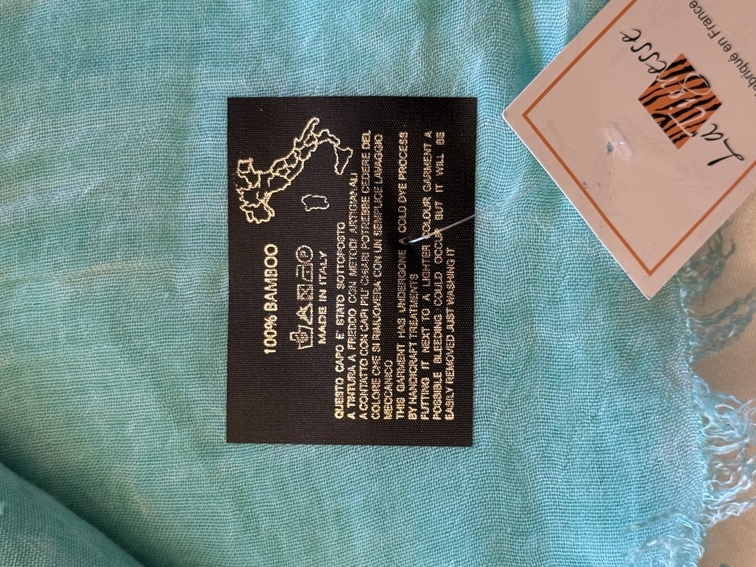 100% BAMBOO
MADE IN ITALY
QUESTO CAPO E' STATO SOTTOPOSTO
A TINTURA A FREDDO CON METODI ARTIGIANALI
A CONTATTO CON CAPI PIU' CHIARI POTREBBE CEDERE DEL
COLORE CHE SI RIMUOVERA CON UN SEMPLICE LAVAGGIO
MECCANICO
THIS GARMENT HAS UNDERGONE A COLD DYE PROCESS
BY HANDICRAFT TREATMENTS
PUTTING IT NEXT TO A LIGHTER COLOUR GARMENT A
POSSIBLE BLEEDING COULD OCCUR BUT IT WILL BE
EASILY REMOVED JUST WASHING IT
La
Fabriqué en France